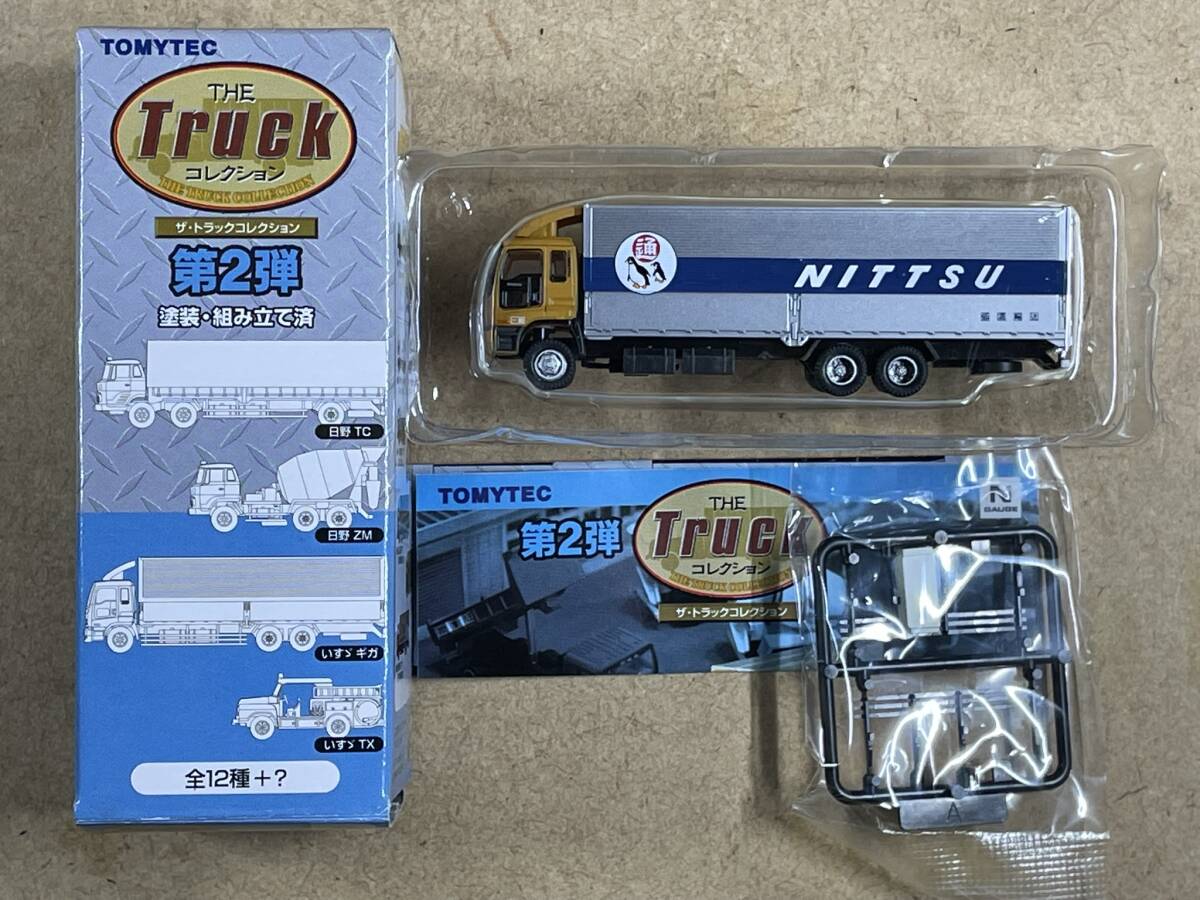 TOMYTEC
THE
Truck
コレクション
THE TRUCK COLLECTION
ザ・トラックコレクション
第2弾
塗装・組み立て済
日野 TC
日野 ZM
いすゞ ギガ
いすゞ TX
全12種+?
通
NITTSU
TOMYTEC
第2弾
THE
Truck
コレクション
THE TRUCK COLLECTION
ザ・トラックコレクション
N
GAUGE
A